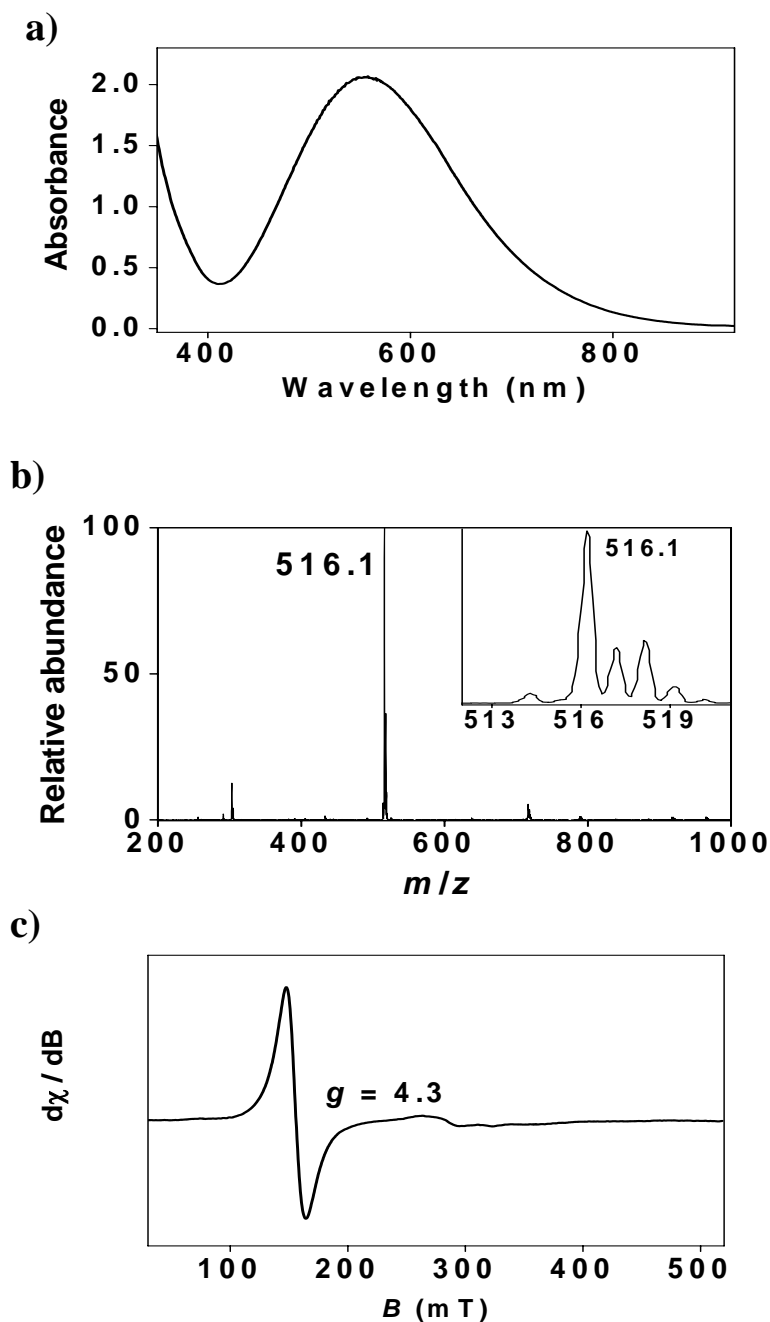 a)
2.0
1.5
1.0
0.5
0.0
Absorbance
400 600 800
Wavelength (nm)
b)
100
50
0
Relative abundance
516.1
516.1
513 516 519
200 400 600 800 1000
m/z
c)
dχ / dB
g = 4.3
100 200 300 400 500
B (mT)